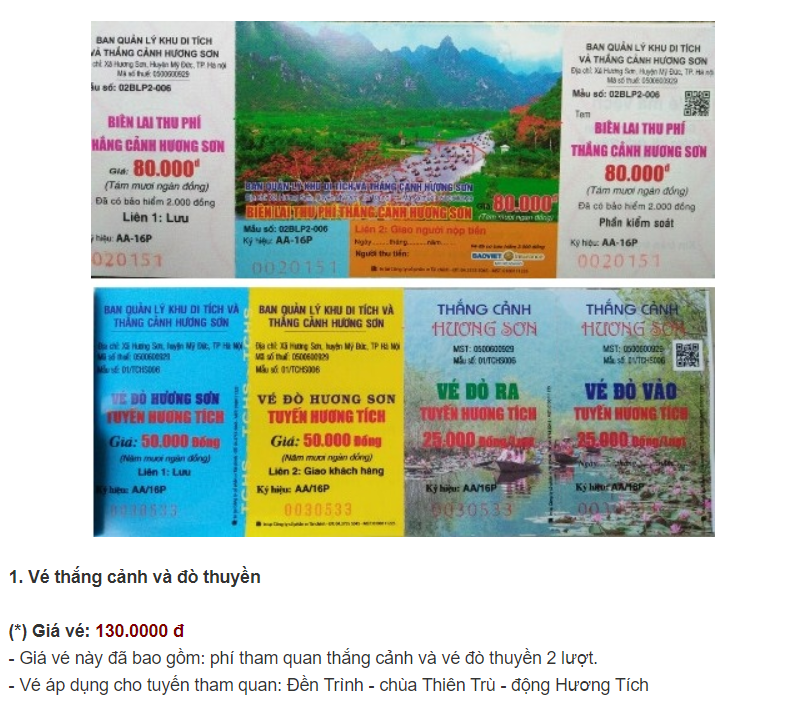 BAN QUẢN LÝ KHU DI TÍCH
VÀ THẮNG CẢNH HƯƠNG SƠN
chỉ: Xã Hương Sơn, Huyện Mỹ Đức, TP. Hà nội
Mã số thuế: 0500600929
ẫu số: 02BLP2-006
BIÊN LAI THU PHÍ
HẮNG CẢNH HƯƠNG SƠN
Giá: 80.000đ
(Tám mươi ngàn đồng)
Đã có bảo hiểm 2.000 đồng
Liên 1: Lưu
ý hiệu: AA-16P
020151
BAN QUẢN LÝ KHU DI TÍCH VÀ THẮNG CẢNH HƯƠNG SƠN
BIÊN LAI THU PHÍ THẮNG CẢNH HƯƠNG SƠN
Giá 80.000đ
(Tám mươi ngàn đồng)
Mẫu số: 02BLP2-006
Ký hiệu: AA-16P
0020151
Liên 2: Giao người nộp tiền
Ngày......tháng......năm......
Người thu tiền:
Phí đã có bảo hiểm 2.000 đồng
BAOVIET
BAN QUẢN LÝ KHU DI TÍCH
VÀ THẮNG CẢNH HƯƠNG SƠN
Địa chỉ: Xã Hương Sơn, Huyện Mỹ Đức, TP. Hà nội
Mã số thuế: 0500600929
Mẫu số: 02BLP2-006
Tem
BIÊN LAI THU PHÍ
THẮNG CẢNH HƯƠNG SƠN
80.000đ
(Tám mươi ngàn đồng)
Đã có bảo hiểm 2.000 đồng
Phần kiểm soát
Ký hiệu: AA-16P
0020151
BAN QUẢN LÝ KHU DI TÍCH VÀ
THẮNG CẢNH HƯƠNG SƠN
Địa chỉ: Xã Hương Sơn, huyện Mỹ Đức, TP Hà Nội
Mã số thuế: 0500600929
Mẫu số: 01/TCHS006
VÉ ĐÒ HƯƠNG SƠN
TUYẾN HƯƠNG TÍCH
Giá: 50.000 Đồng
(Năm mươi ngàn đồng)
Liên 1: Lưu
Ký hiệu: AA/16P
0030533
TCHS
TCHS
BAN QUẢN LÝ KHU DI TÍCH VÀ
THẮNG CẢNH HƯƠNG SƠN
Địa chỉ: Xã Hương Sơn, huyện Mỹ Đức, TP Hà Nội
Mã số thuế: 0500600929
Mẫu số: 01/TCHS006
VÉ ĐÒ HƯƠNG SƠN
TUYẾN HƯƠNG TÍCH
Giá: 50.000 Đồng
(Năm mươi ngàn đồng)
Liên 2: Giao khách hàng
Ký hiệu: AA/16P
0030533
THẮNG CẢNH
HƯƠNG SƠN
MST: 0500600929
Mẫu số: 01/TCHS006
VÉ ĐÒ RA
TUYẾN HƯƠNG TÍCH
25.000 Đồng/Lượt
Ký hiệu: AA/16P
0030533
THẮNG CẢNH
HƯƠNG SƠN
MST: 0500600929
Mẫu số: 01/TCHS006
VÉ ĐÒ VÀO
TUYẾN HƯƠNG TÍCH
25.000 Đồng/Lượt
Ký hiệu: AA/16P
1. Vé thắng cảnh và đò thuyền
(*) Giá vé: 130.0000 đ
- Giá vé này đã bao gồm: phí tham quan thắng cảnh và vé đò thuyền 2 lượt.
- Vé áp dụng cho tuyến tham quan: Đền Trình - chùa Thiên Trù - động Hương Tích